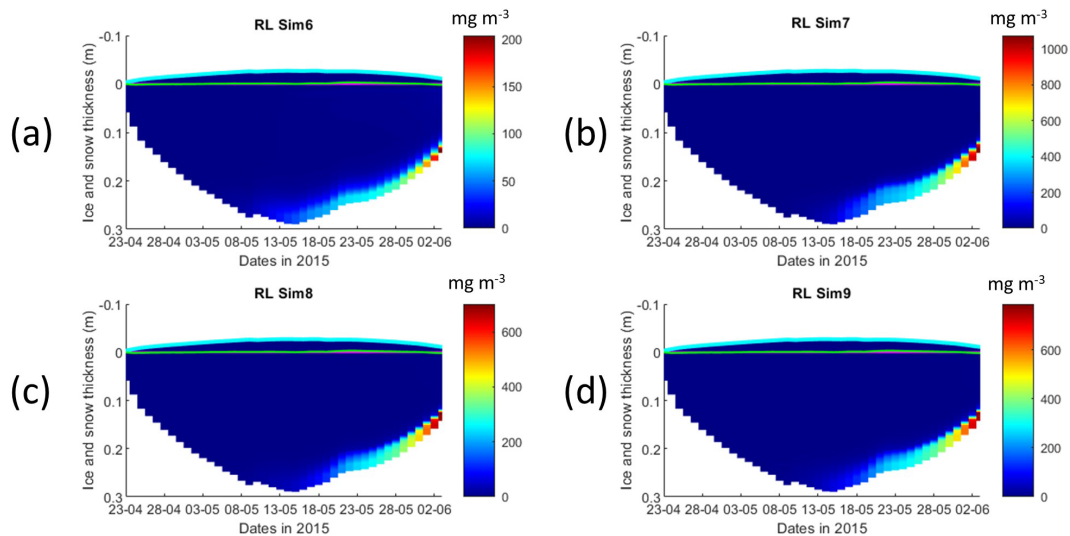 (a)
RL Sim6
mg m-3
Ice and snow thickness (m)
-0.1
0
0.1
0.2
0.3
23-04 28-04 03-05 08-05 13-05 18-05 23-05 28-05 02-06
Dates in 2015
200
150
100
50
0
(b)
RL Sim7
mg m-3
Ice and snow thickness (m)
-0.1
0
0.1
0.2
0.3
23-04 28-04 03-05 08-05 13-05 18-05 23-05 28-05 02-06
Dates in 2015
1000
800
600
400
200
0
(c)
RL Sim8
mg m-3
Ice and snow thickness (m)
-0.1
0
0.1
0.2
0.3
23-04 28-04 03-05 08-05 13-05 18-05 23-05 28-05 02-06
Dates in 2015
600
400
200
0
(d)
RL Sim9
mg m-3
Ice and snow thickness (m)
-0.1
0
0.1
0.2
0.3
23-04 28-04 03-05 08-05 13-05 18-05 23-05 28-05 02-06
Dates in 2015
600
400
200
0